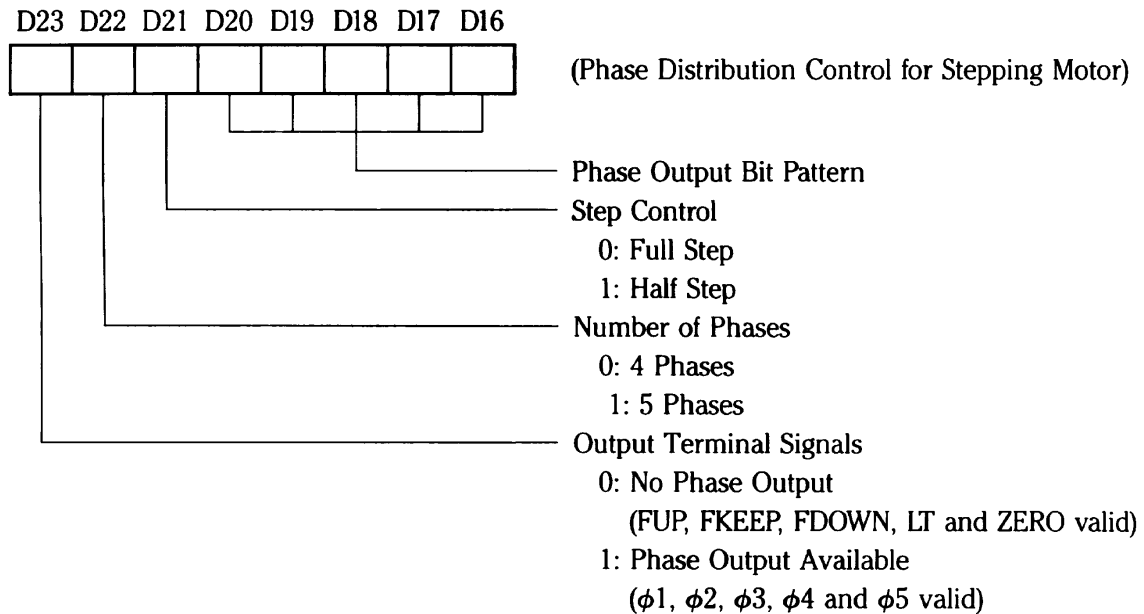 D23 D22 D21 D20 D19 D18 D17 D16
(Phase Distribution Control for Stepping Motor)
Phase Output Bit Pattern
Step Control
0: Full Step
1: Half Step
Number of Phases
0: 4 Phases
1: 5 Phases
Output Terminal Signals
0: No Phase Output
(FUP, FKEEP, FDOWN, LT and ZERO valid)
1: Phase Output Available
(ϕ1, ϕ2, ϕ3, ϕ4 and ϕ5 valid)